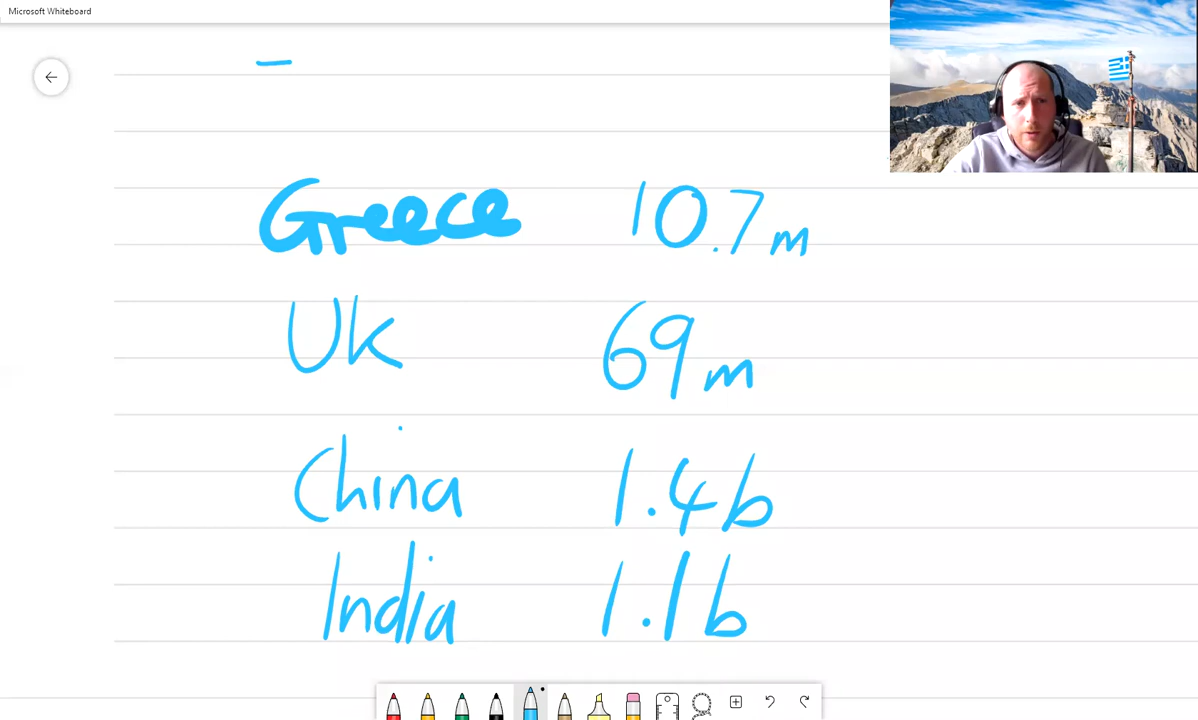 Microsoft Whiteboard
Greece 10.7m
Uk 69m
China 1.4b
India 1.1b